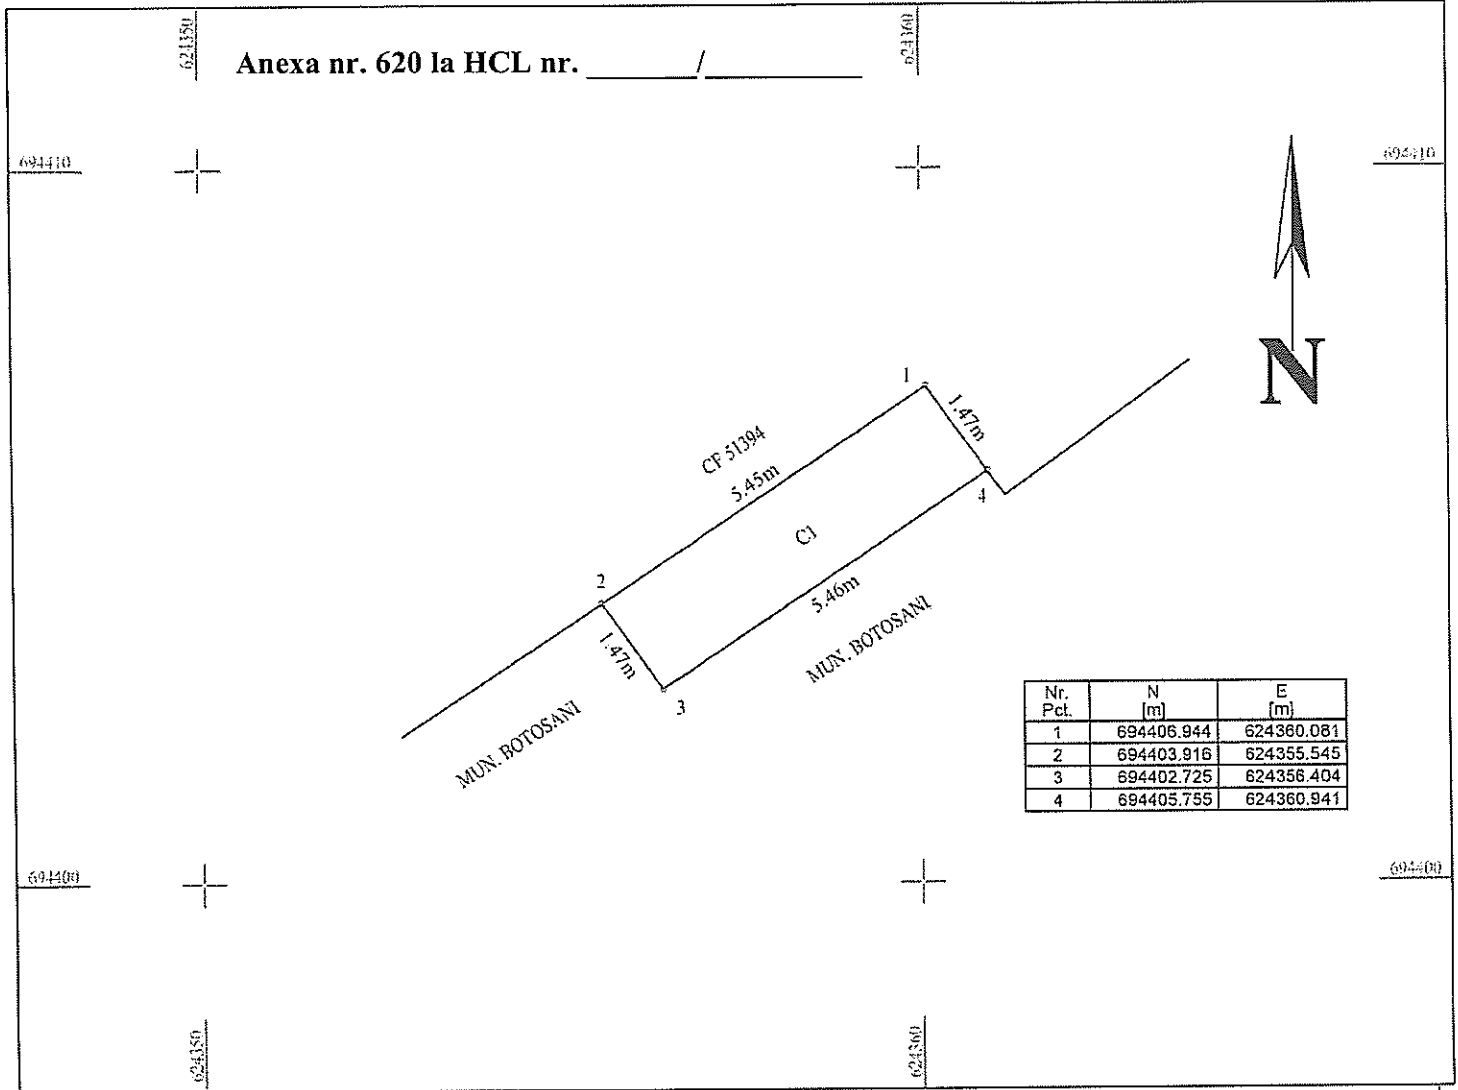 624350
624360
Anexa nr. 620 la HCL nr. ________/____________
694410
694410
N
1
1.47m
CF 51394
5.45m
4
C1
2
5.46m
1.47m
MUN. BOTOSANI
3
MUN. BOTOSANI
Nr. Pct. N [m] E [m]
1 694406.944 624360.081
2 694403.916 624355.545
3 694402.725 624356.404
4 694405.755 624360.941
694400
694400
624350
624360